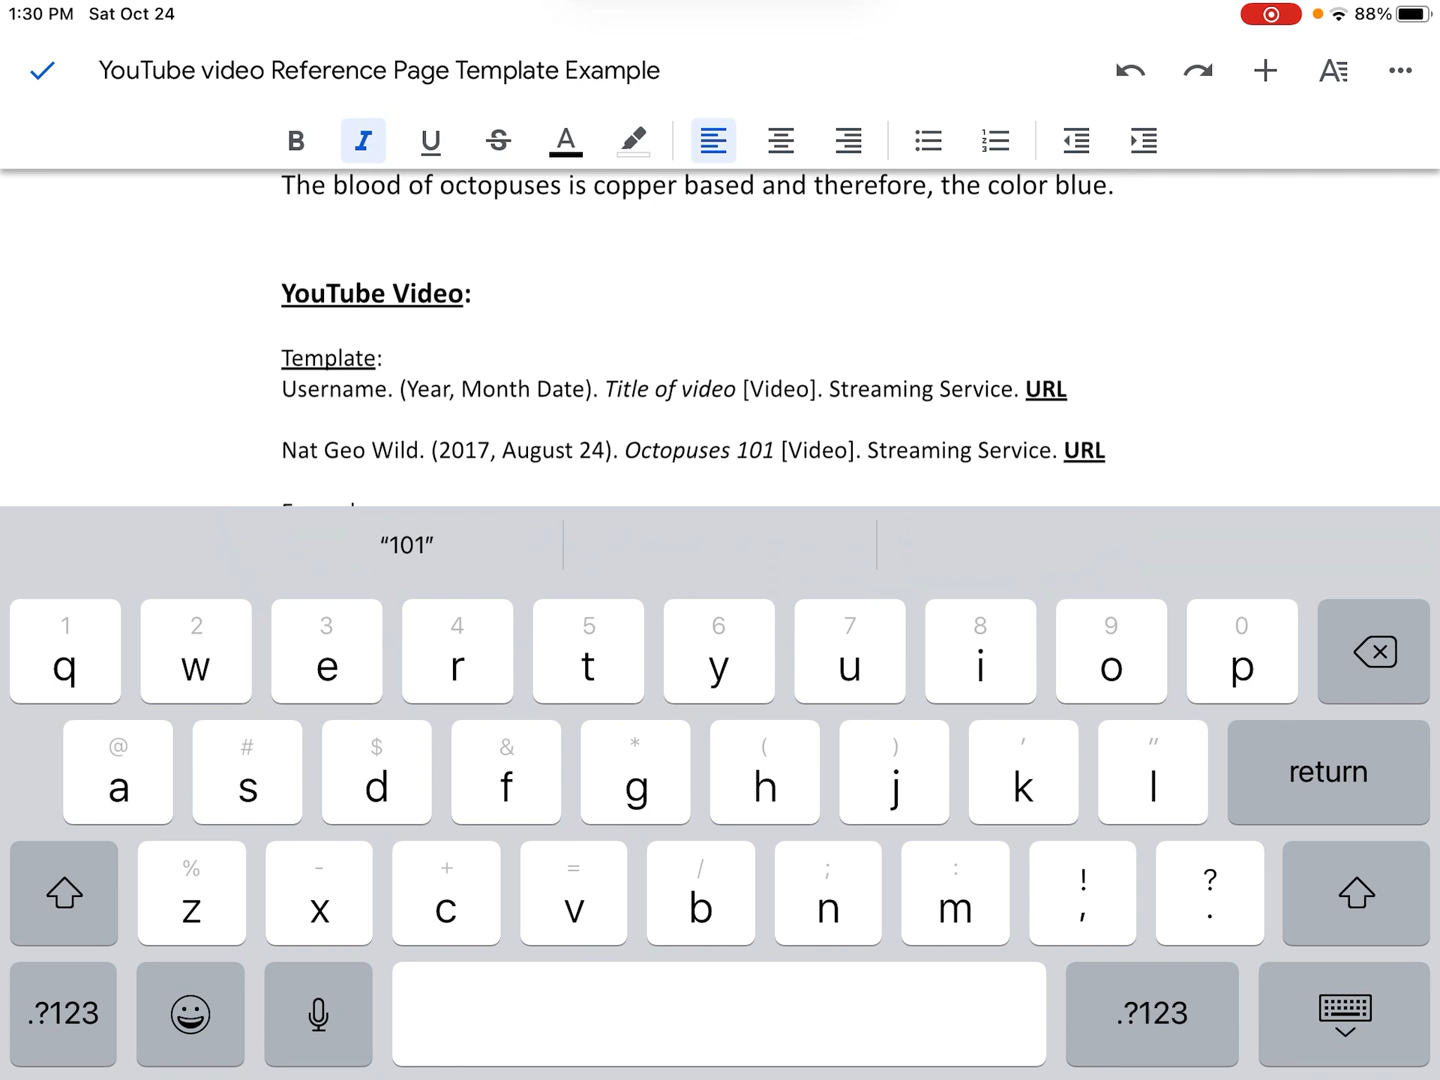 1:30 PM Sat Oct 24 88%
YouTube video Reference Page Template Example
B I U S A
The blood of octopuses is copper based and therefore, the color blue.
YouTube Video:
Template:
Username. (Year, Month Date). Title of video [Video]. Streaming Service. URL
Nat Geo Wild. (2017, August 24). Octopuses 101 [Video]. Streaming Service. URL
“101”
1 2 3 4 5 6 7 8 9 0
q w e r t y u i o p
@ # $ & * ( ) ' "
a s d f g h j k l return
% - + = / ; : ! ?
z x c v b n m , .
.?123 .?123